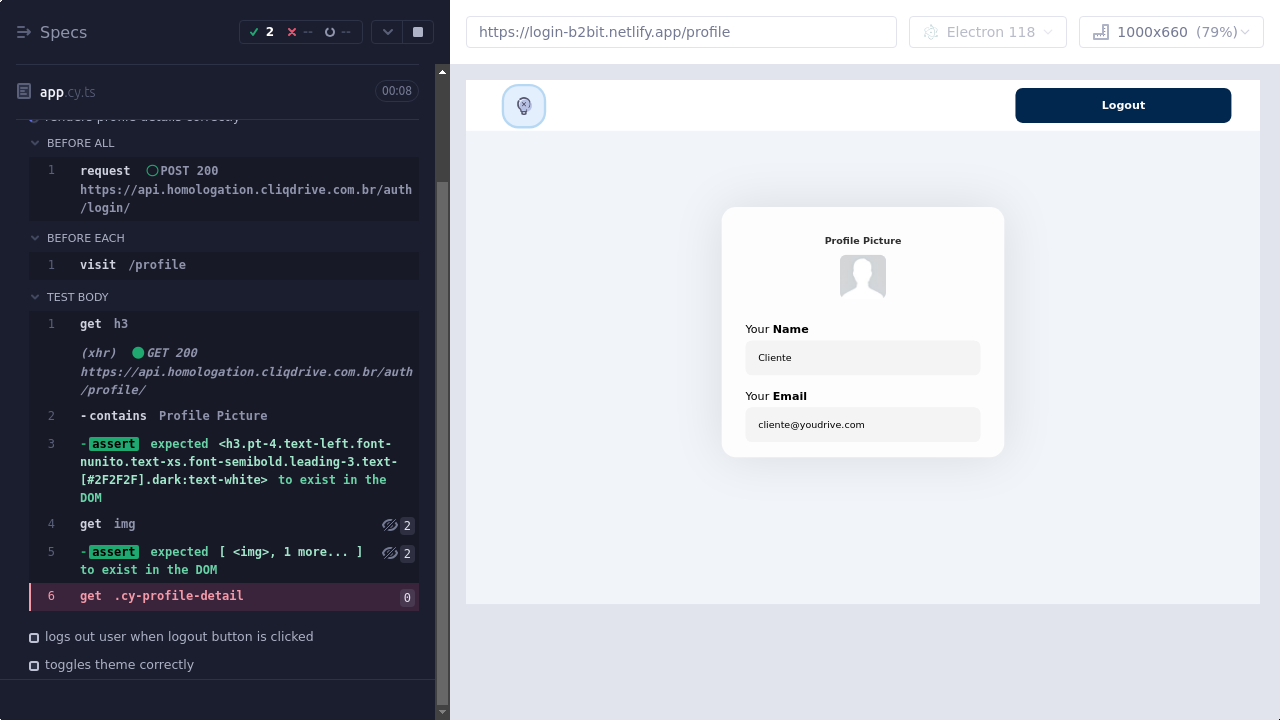 Specs
2
--
--
https://login-b2bit.netlify.app/profile
Electron 118
1000x660 (79%)
app.cy.ts
00:08
renders profile details correctly
BEFORE ALL
1 request POST 200
https://api.homologation.cliqdrive.com.br/auth
/login/
BEFORE EACH
1 visit /profile
TEST BODY
1 get h3
(xhr) GET 200
https://api.homologation.cliqdrive.com.br/auth
/profile/
2 -contains Profile Picture
3 -assert expected <h3.pt-4.text-left.font-
nunito.text-xs.font-semibold.leading-3.text-
[#2F2F2F].dark:text-white> to exist in the
DOM
4 get img 2
5 -assert expected [ <img>, 1 more... ] 2
to exist in the DOM
6 get .cy-profile-detail 0
logs out user when logout button is clicked
toggles theme correctly
Logout
Profile Picture
Your Name
Cliente
Your Email
cliente@youdrive.com